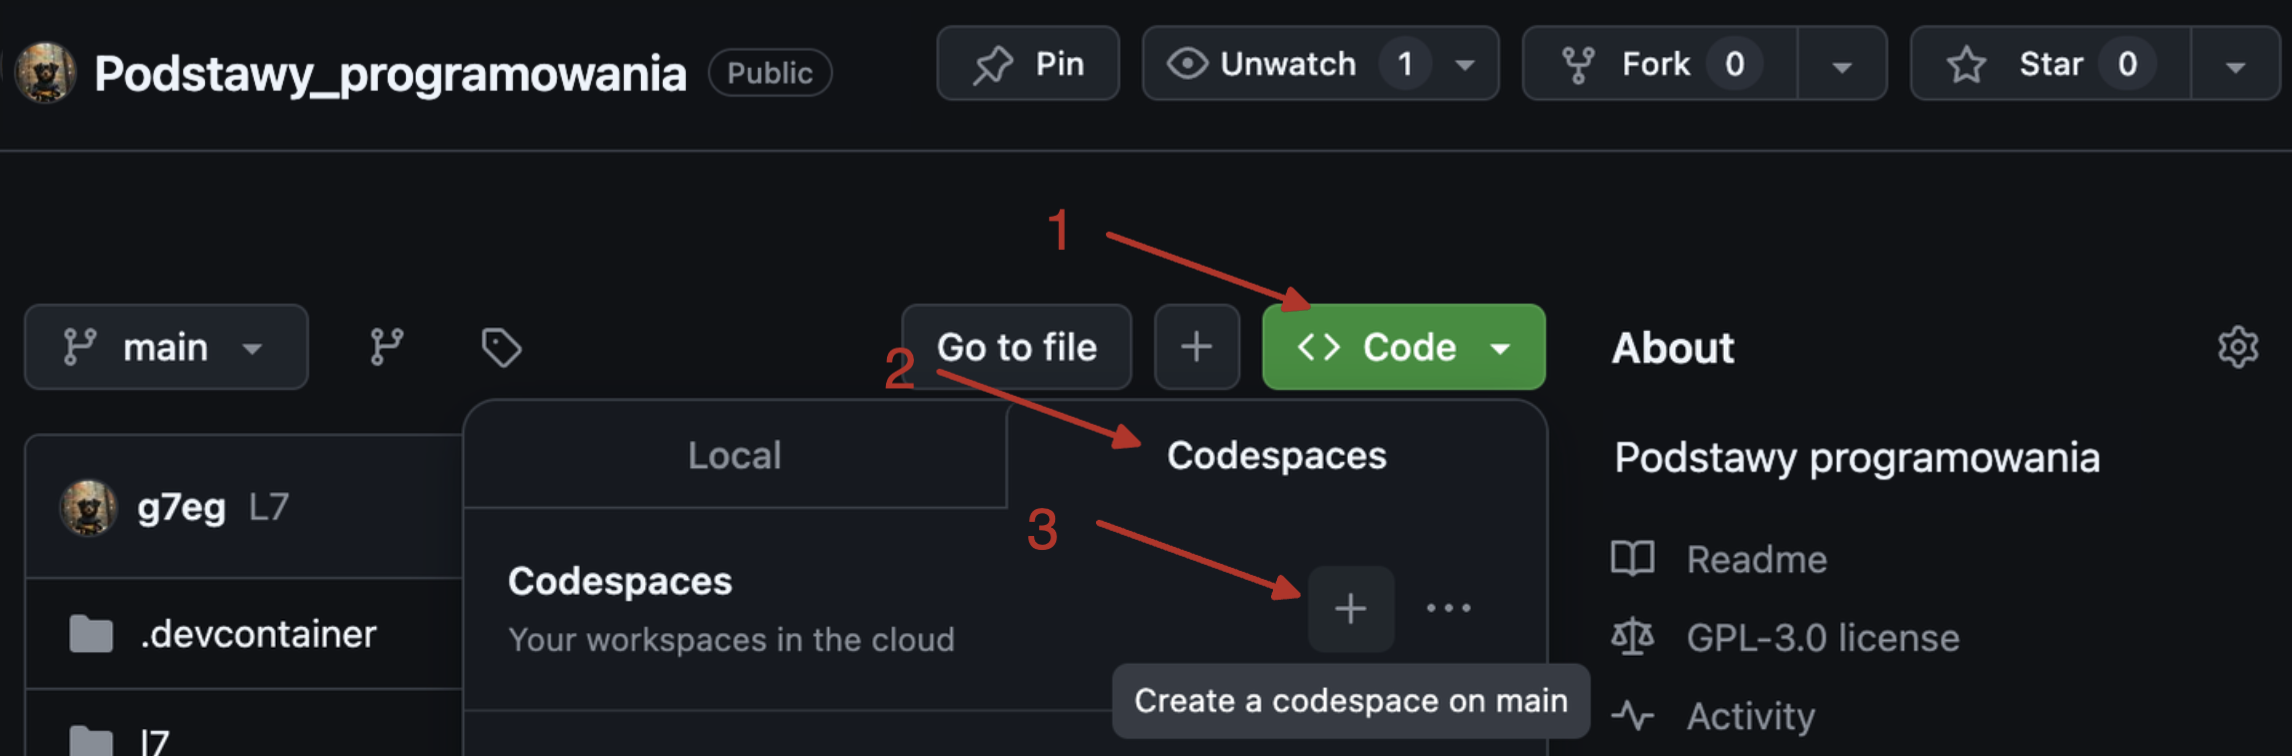 Podstawy_programowania Public Pin Unwatch 1 Fork 0 Star 0
1
main Go to file Code About
2
Local Codespaces Podstawy programowania
g7eg L7
3
Codespaces Readme
Your workspaces in the cloud
.devcontainer GPL-3.0 license
Create a codespace on main
Activity
l7